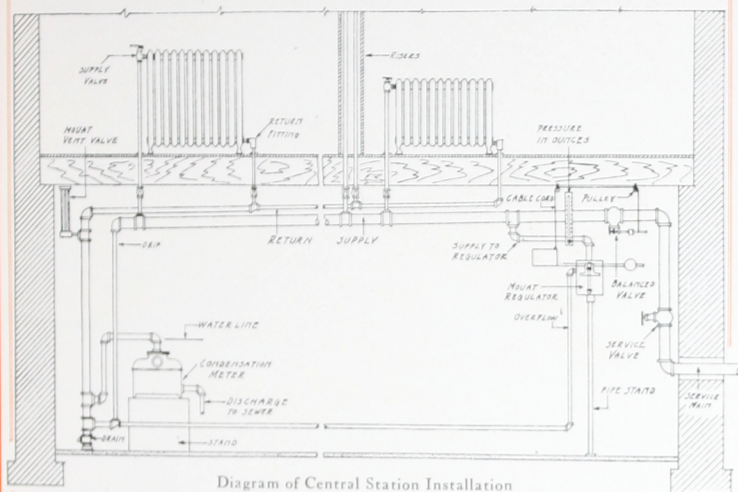 SUPPLY
VALVE
RISERS
MOUAT
VENT VALVE
RETURN
FITTING
PRESSURE
IN OUNCES
CABLE CORD
PULLEY
DRIP
RETURN
SUPPLY
SUPPLY TO
REGULATOR
MOUAT
REGULATOR
BALANCED
VALVE
OVERFLOW
WATER LINE
SERVICE
VALVE
CONDENSATION
METER
PIPE STAND
SERVICE
MAIN
DISCHARGE
TO SEWER
DRAIN
STAND
Diagram of Central Station Installation